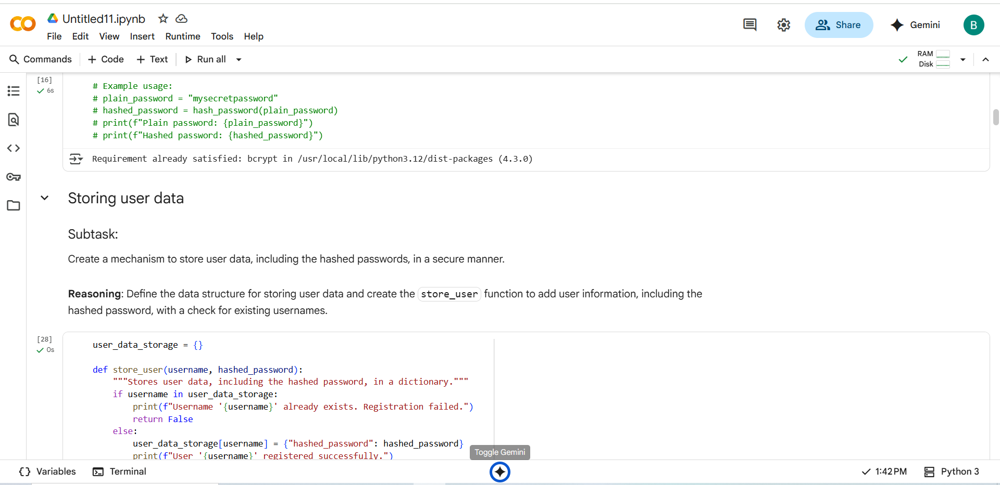 Untitled11.ipynb
File Edit View Insert Runtime Tools Help
Share
Gemini
B
Commands + Code + Text Run all
RAM
Disk
[16]
6s
# Example usage:
# plain_password = "mysecretpassword"
# hashed_password = hash_password(plain_password)
# print(f"Plain password: {plain_password}")
# print(f"Hashed password: {hashed_password}")
Requirement already satisfied: bcrypt in /usr/local/lib/python3.12/dist-packages (4.3.0)
Storing user data
Subtask:
Create a mechanism to store user data, including the hashed passwords, in a secure manner.
Reasoning: Define the data structure for storing user data and create the store_user function to add user information, including the
hashed password, with a check for existing usernames.
[28]
0s
user_data_storage = {}
def store_user(username, hashed_password):
"""Stores user data, including the hashed password, in a dictionary."""
if username in user_data_storage:
print(f"Username '{username}' already exists. Registration failed.")
return False
else:
user_data_storage[username] = {"hashed_password": hashed_password}
print(f"User '{username}' registered successfully.")
Toggle Gemini
{} Variables Terminal
1:42 PM Python 3